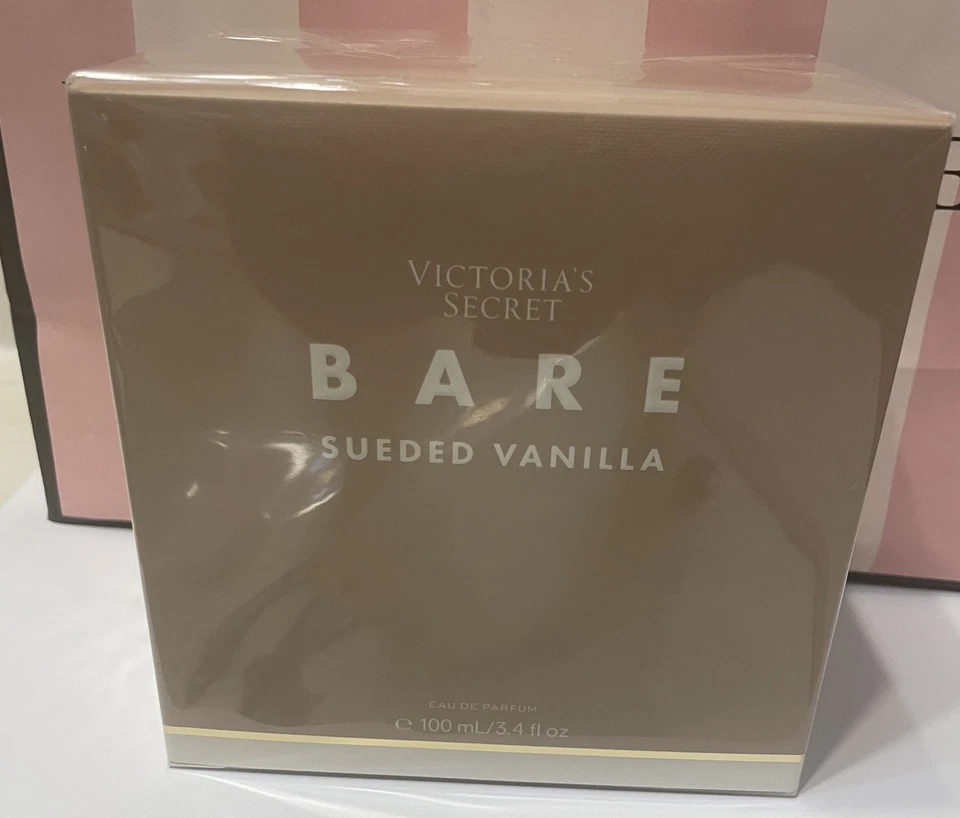 VICTORIA'S
SECRET
BARE
SUEDED VANILLA
EAU DE PARFUM
℮ 100 mL/3.4 fl oz